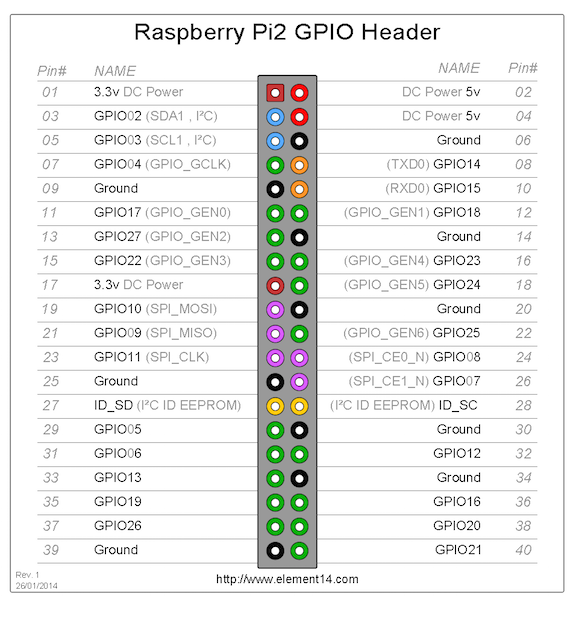 Raspberry Pi2 GPIO Header
Pin# NAME NAME Pin#
01 3.3v DC Power DC Power 5v 02
03 GPIO02 (SDA1 , I²C) DC Power 5v 04
05 GPIO03 (SCL1 , I²C) Ground 06
07 GPIO04 (GPIO_GCLK) (TXD0) GPIO14 08
09 Ground (RXD0) GPIO15 10
11 GPIO17 (GPIO_GEN0) (GPIO_GEN1) GPIO18 12
13 GPIO27 (GPIO_GEN2) Ground 14
15 GPIO22 (GPIO_GEN3) (GPIO_GEN4) GPIO23 16
17 3.3v DC Power (GPIO_GEN5) GPIO24 18
19 GPIO10 (SPI_MOSI) Ground 20
21 GPIO09 (SPI_MISO) (GPIO_GEN6) GPIO25 22
23 GPIO11 (SPI_CLK) (SPI_CE0_N) GPIO08 24
25 Ground (SPI_CE1_N) GPIO07 26
27 ID_SD (I²C ID EEPROM) (I²C ID EEPROM) ID_SC 28
29 GPIO05 Ground 30
31 GPIO06 GPIO12 32
33 GPIO13 Ground 34
35 GPIO19 GPIO16 36
37 GPIO26 GPIO20 38
39 Ground GPIO21 40
Rev. 1
26/01/2014
http://www.element14.com